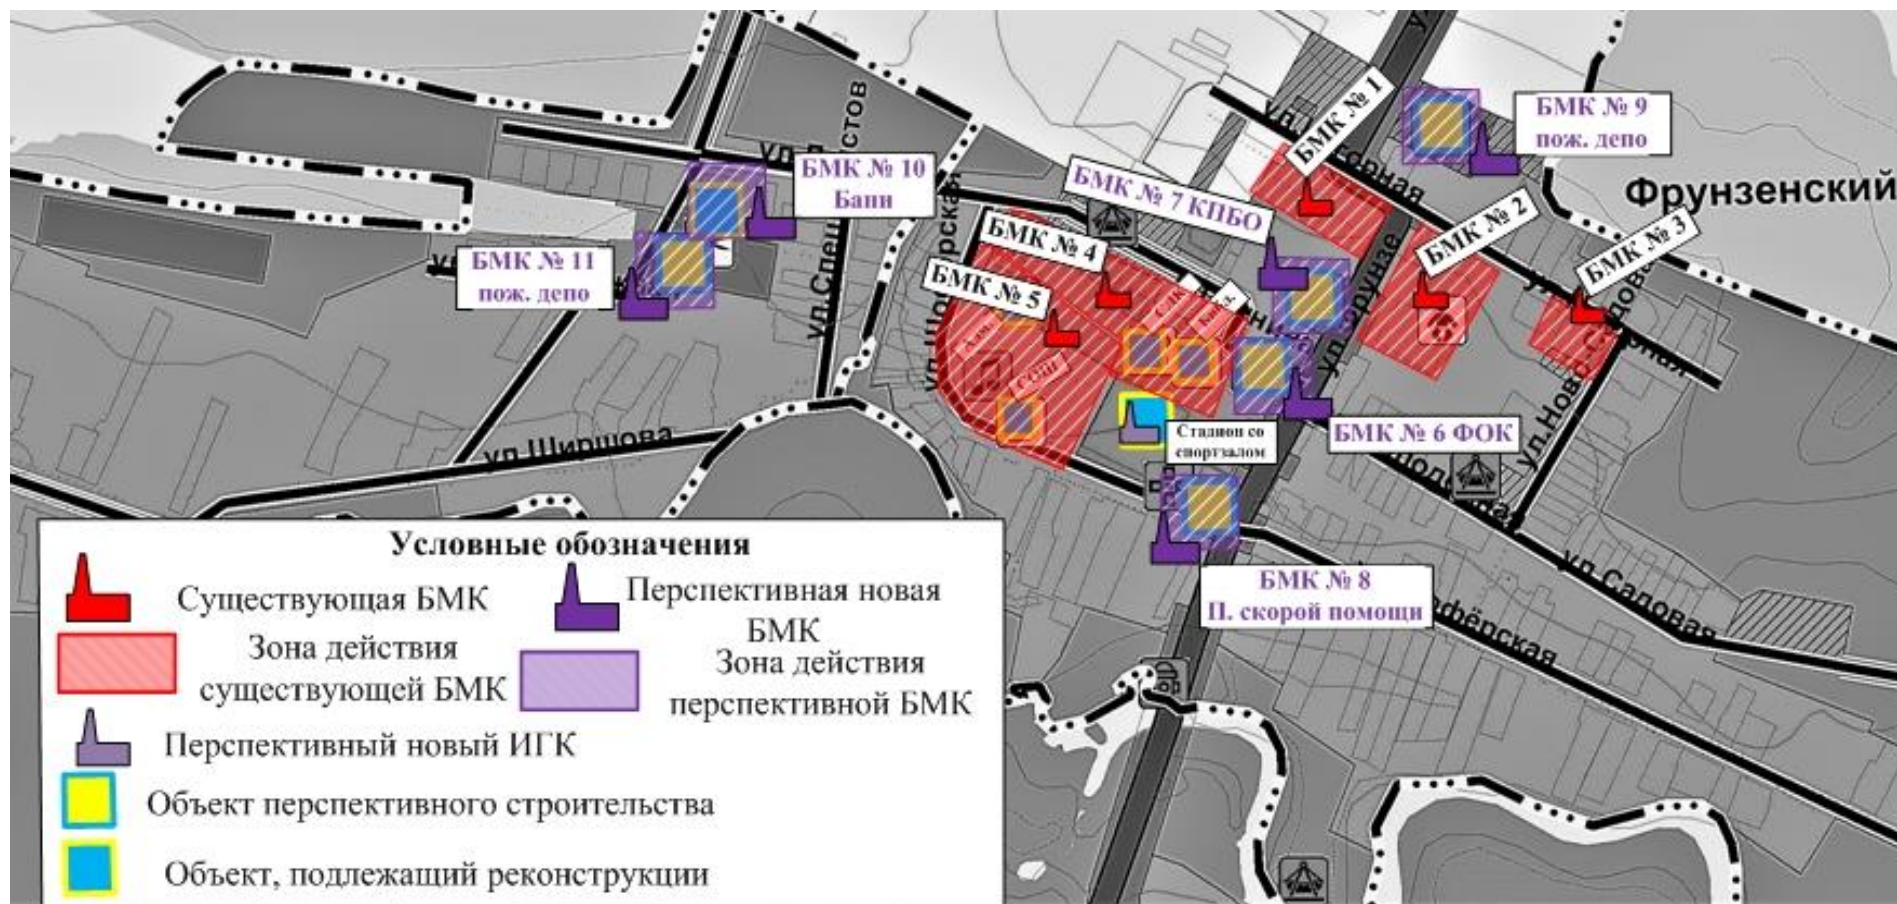 БМК № 1
БМК № 9
пож. депо
БМК № 10
Бани
Фрунзенский
БМК № 7 КПБО
БМК № 2
БМК № 3
БМК № 4
БМК № 5
БМК № 11
пож. депо
СДК
Адм.
СОШ
ул.Фрунзе
ул.Ново-Садовая
ул.Ширшова
Стадион со
спортзалом
БМК № 6 ФОК
БМК № 8
П. скорой помощи
ул.Садовая
Условные обозначения
Существующая БМК
Перспективная новая
БМК
Зона действия
существующей БМК
Зона действия
перспективной БМК
Перспективный новый ИГК
Объект перспективного строительства
Объект, подлежащий реконструкции